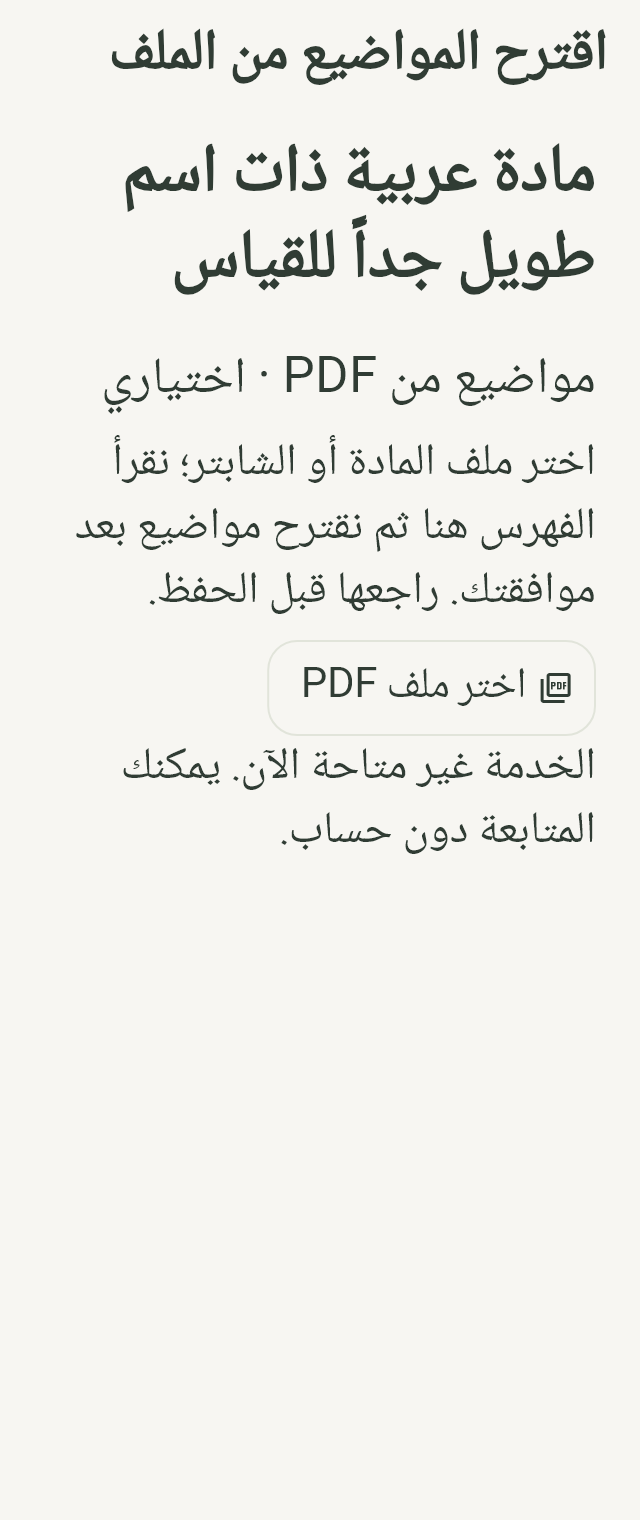 اقترح المواضيع من الملف
مادة عربية ذات اسم
طويل جداً للقياس
مواضيع من PDF · اختياري
اختر ملف المادة أو الشابتر؛ نقرأ
الفهرس هنا ثم نقترح مواضيع بعد
موافقتك. راجعها قبل الحفظ.
اختر ملف PDF
الخدمة غير متاحة الآن. يمكنك
المتابعة دون حساب.